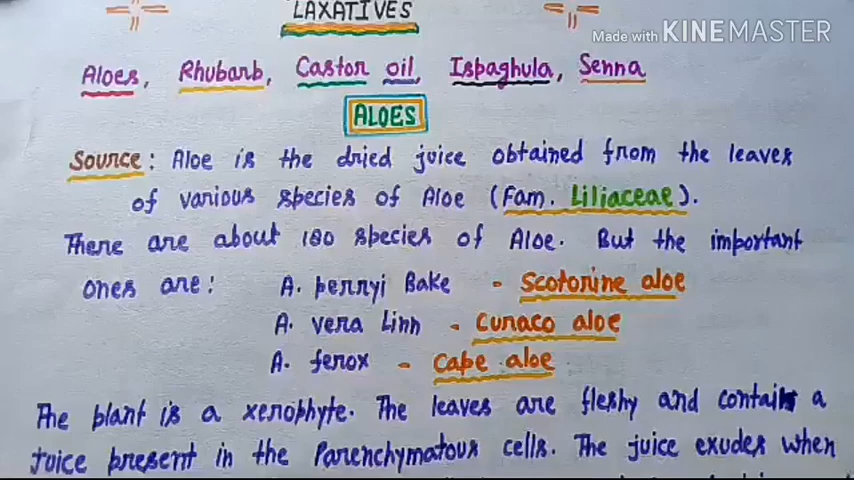 LAXATIVES
Made with KINEMASTER
Aloes, Rhubarb, Castor oil, Ispaghula, Senna
ALOES
Source: Aloe is the dried juice obtained from the leaves
of various species of Aloe (Fam. Liliaceae).
There are about 180 species of Aloe. But the important
ones are: A. perryi Bake - Scotorine aloe
A. vera Linn - Curaco aloe
A. ferox - Cape aloe
The plant is a xerophyte. The leaves are fleshy and contain a
juice present in the Parenchymatous cells. The juice exudes when